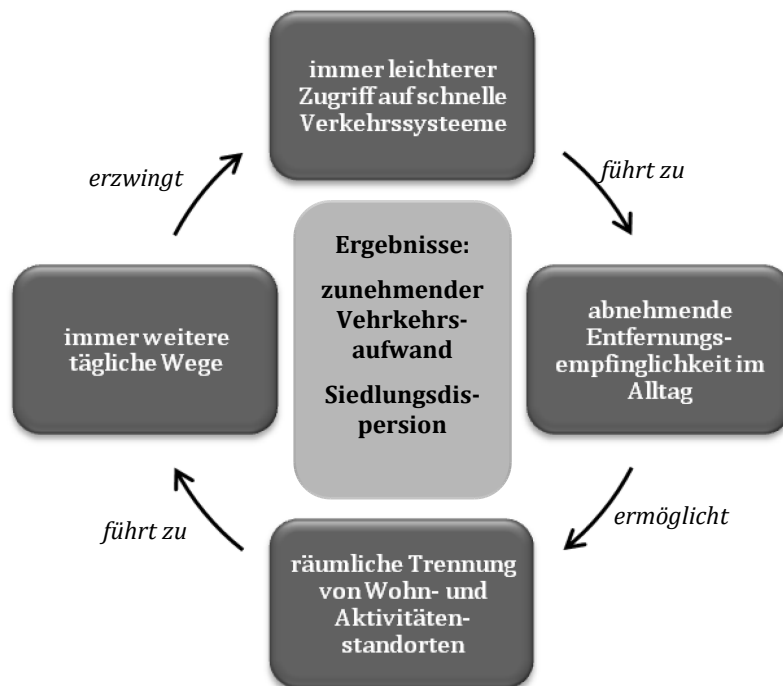 immer leichterer
Zugriff auf schnelle
Verkehrssysteeme
führt zu
abnehmende
Entfernungs-
empfinglichkeit im
Alltag
ermöglicht
räumliche Trennung
von Wohn- und
Aktivitäten-
standorten
führt zu
immer weitere
tägliche Wege
erzwingt
Ergebnisse:
zunehmender
Vehrkehrs-
aufwand
Siedlungsdis-
persion